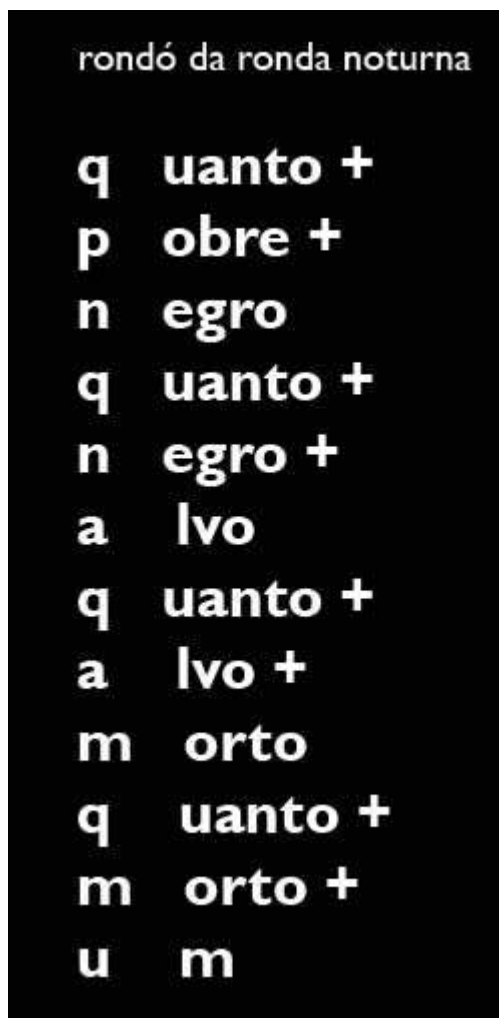 rondó da ronda noturna
q uanto +
p obre +
n egro
q uanto +
n egro +
a lvo
q uanto +
a lvo +
m orto
q uanto +
m orto +
u m